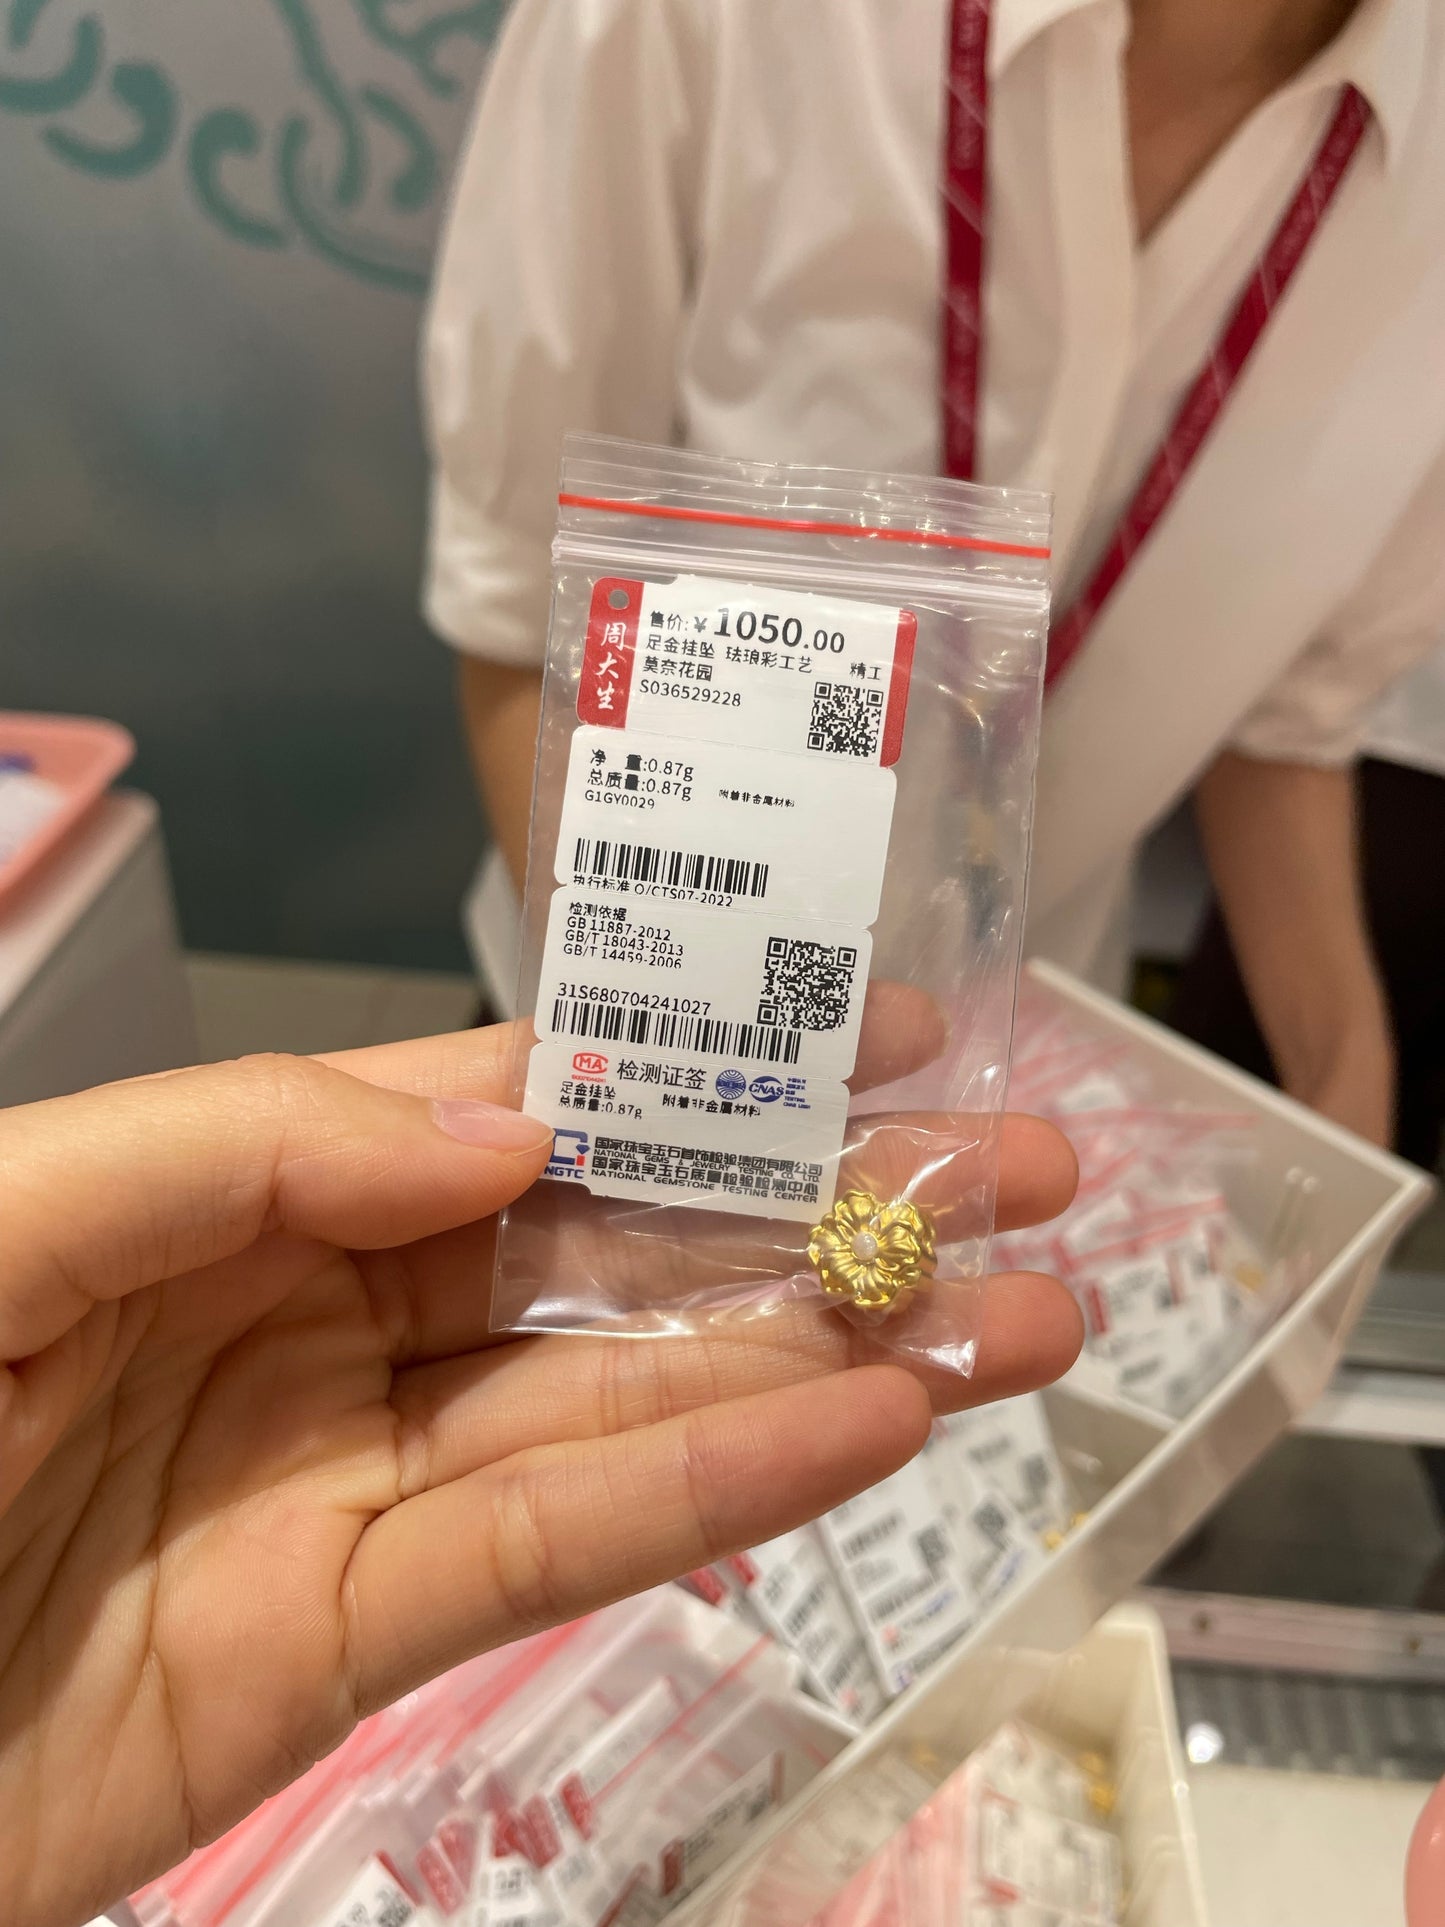 周大生
售价:¥1050.00
足金挂坠 珐琅彩工艺 精工
莫奈花园
S036529228
净 重:0.87g
总质量:0.87g 附着非金属材料
G1GY0029
执行标准 Q/CTS07-2022
检测依据
GB 11887-2012
GB/T 18043-2013
GB/T 14459-2006
31S680704241027
MA 检测证签 CNAS
足金挂坠
总质量:0.87g 附着非金属材料
国家珠宝玉石首饰检验集团有限公司
NATIONAL GEMS & JEWELRY TESTING CO. LTD.
国家珠宝玉石质量检验检测中心
NGTC NATIONAL GEMSTONE TESTING CENTER